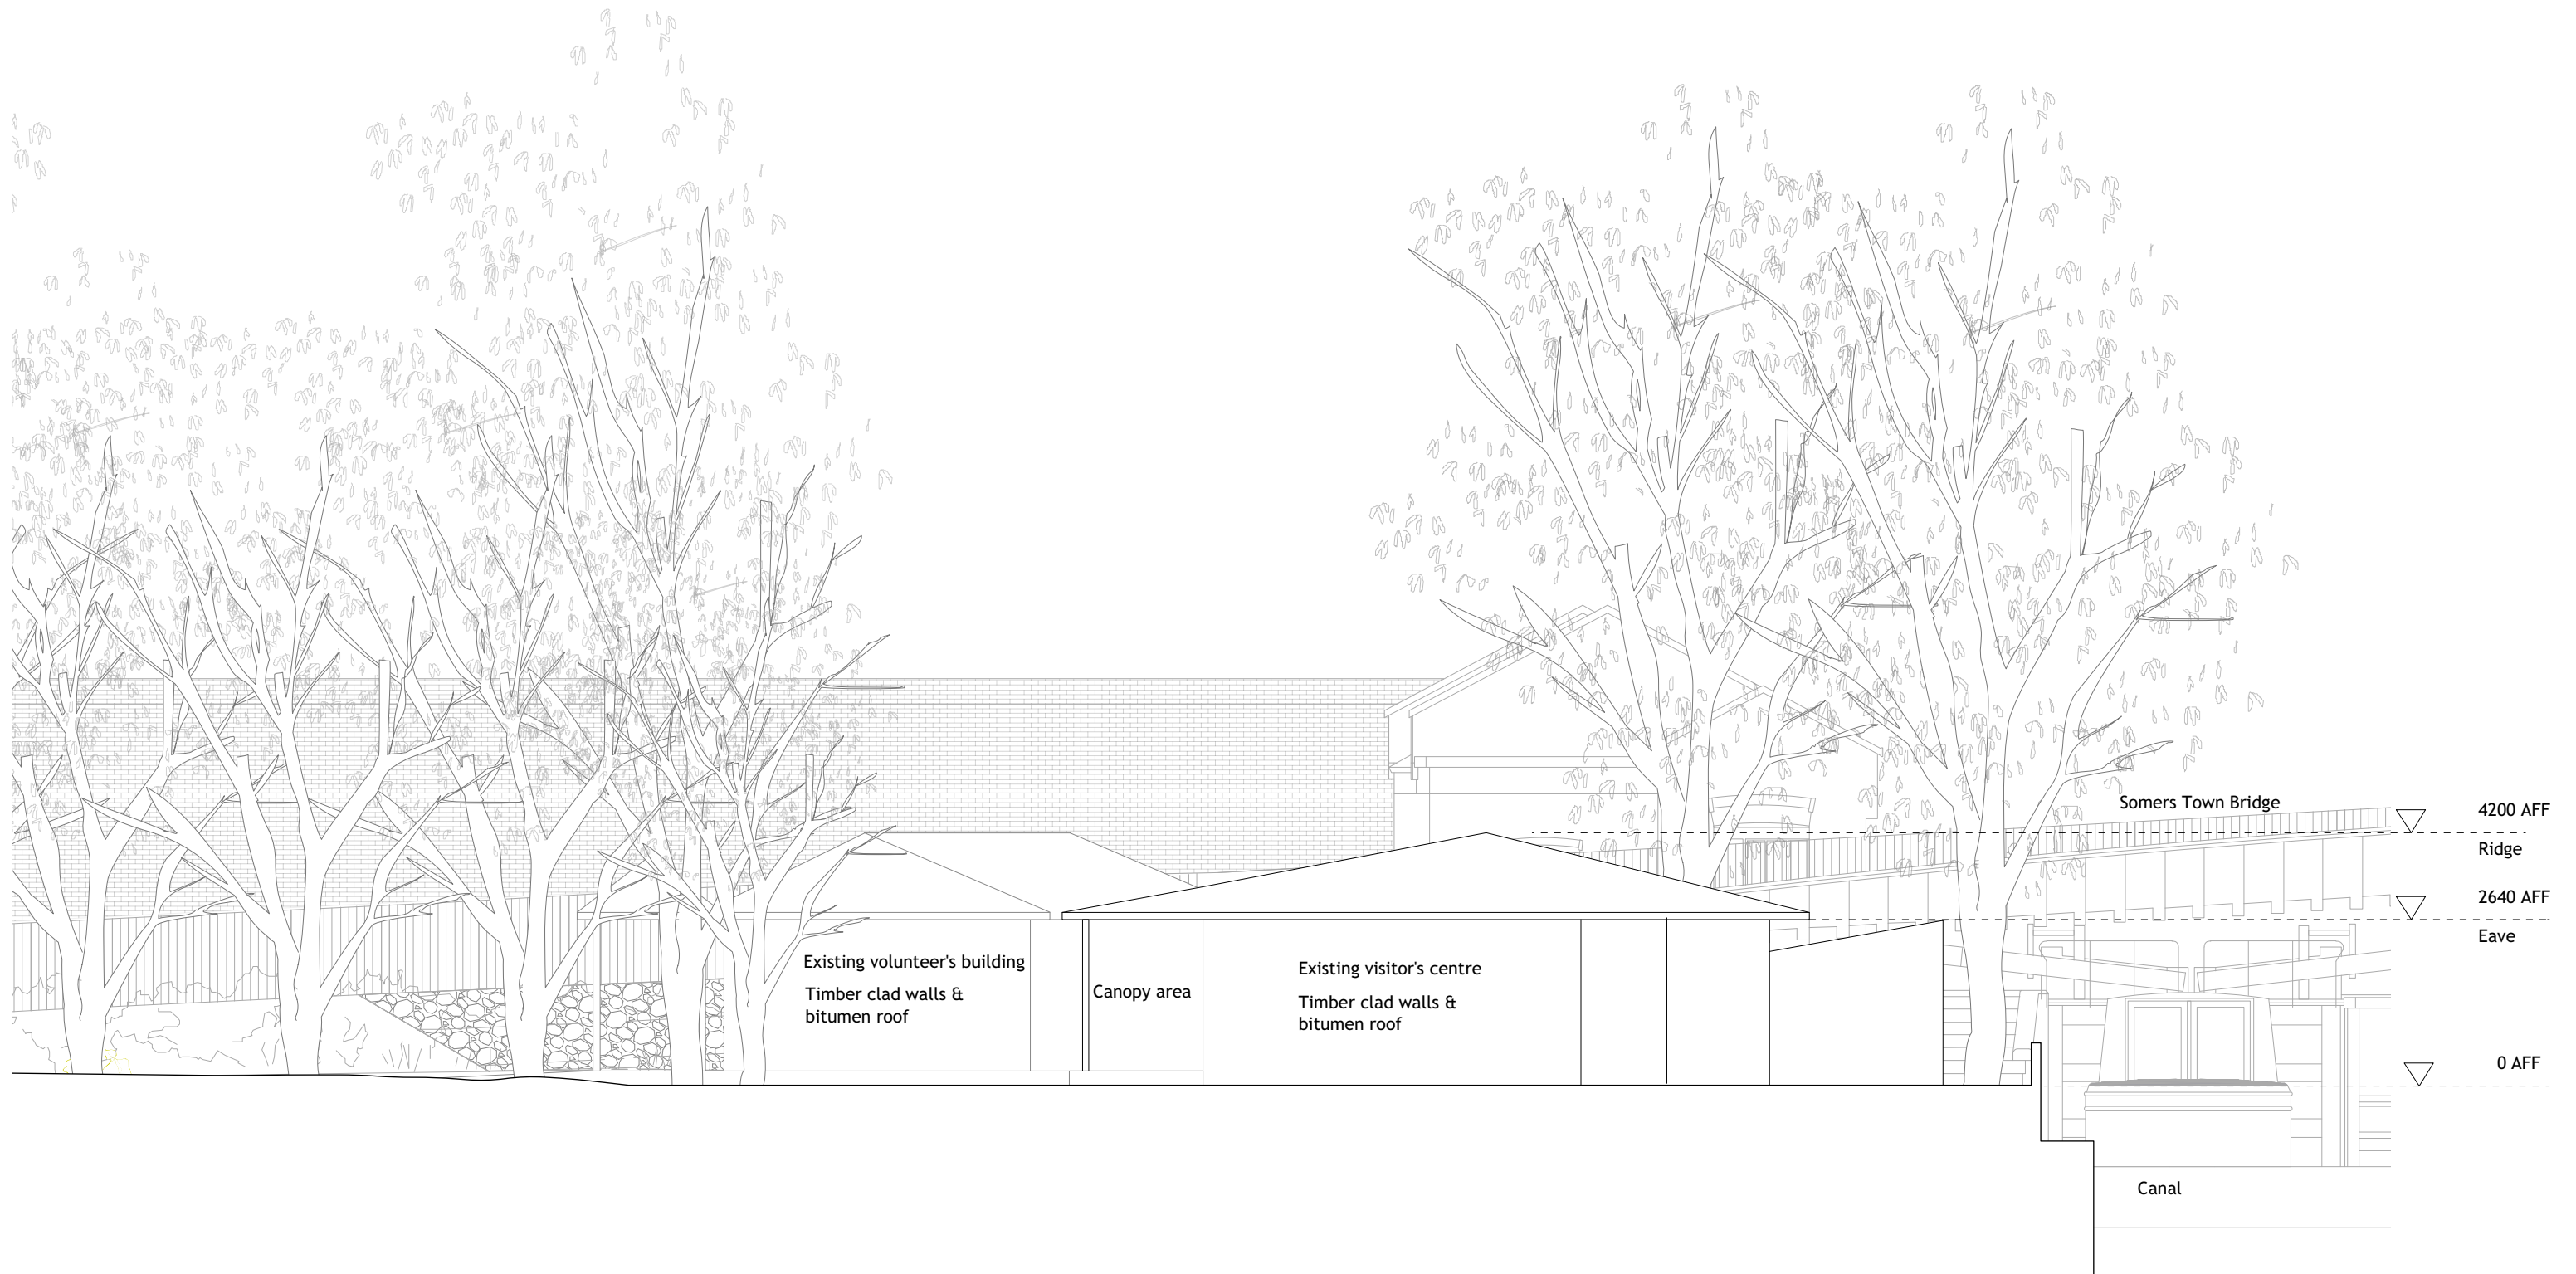 Somers Town Bridge
4200 AFF
Ridge
2640 AFF
Eave
Existing volunteer's building
Timber clad walls &
bitumen roof
Canopy area
Existing visitor's centre
Timber clad walls &
bitumen roof
0 AFF
Canal